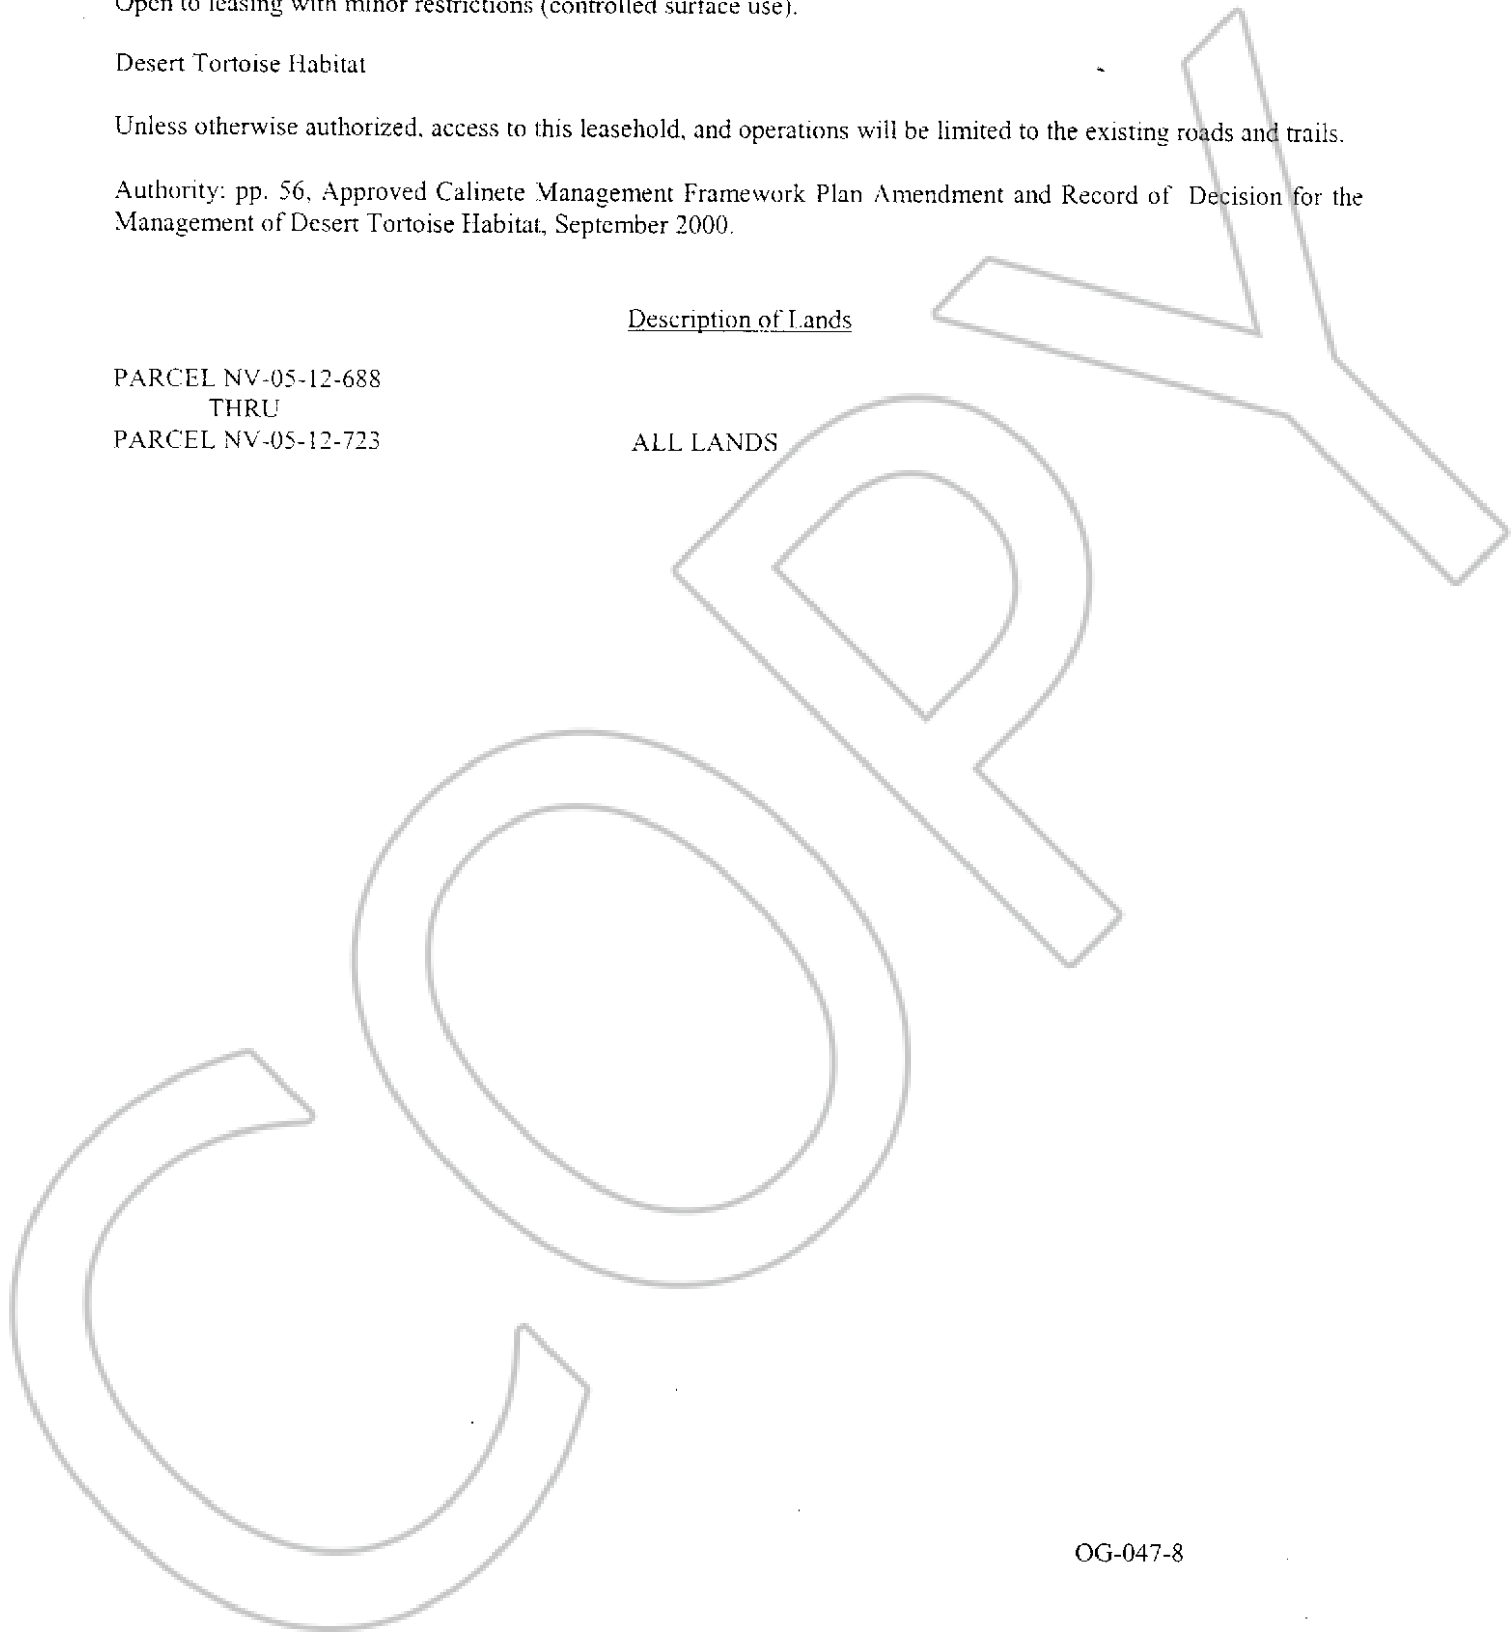 Open to leasing with minor restrictions (controlled surface use).
Desert Tortoise Habitat
Unless otherwise authorized, access to this leasehold, and operations will be limited to the existing roads and trails.
Authority: pp. 56, Approved Calinete Management Framework Plan Amendment and Record of Decision for the
Management of Desert Tortoise Habitat, September 2000.
Description of Lands
PARCEL NV-05-12-688
THRU
PARCEL NV-05-12-723 ALL LANDS
COPY
OG-047-8